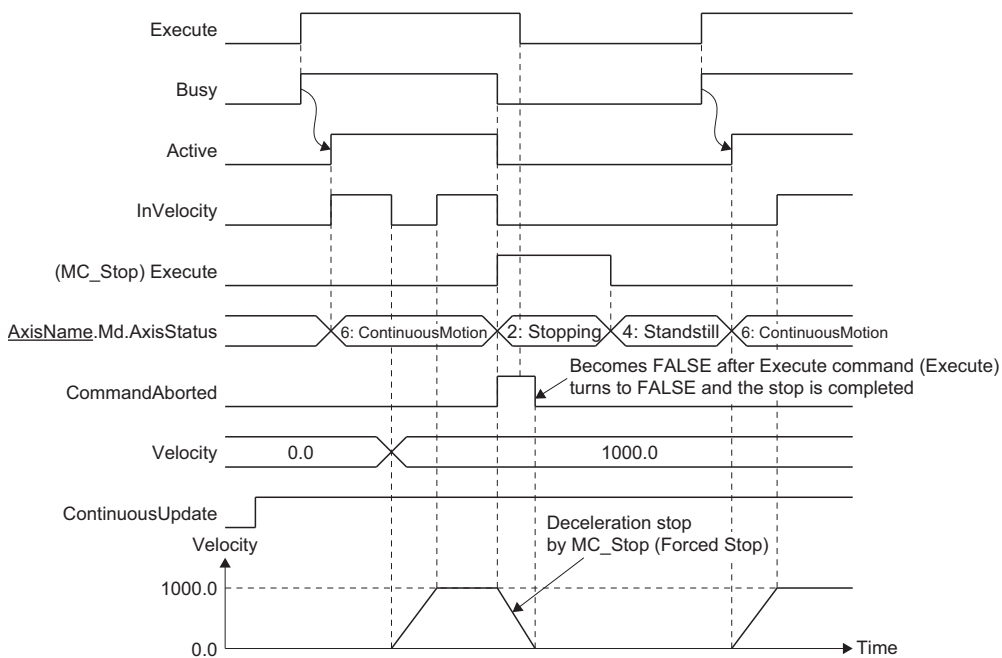 Execute
Busy
Active
InVelocity
(MC_Stop) Execute
AxisName.Md.AxisStatus
6: ContinuousMotion
2: Stopping
4: Standstill
6: ContinuousMotion
Becomes FALSE after Execute command (Execute)
turns to FALSE and the stop is completed
CommandAborted
Velocity
0.0
1000.0
ContinuousUpdate
Deceleration stop
by MC_Stop (Forced Stop)
Velocity
1000.0
0.0
Time